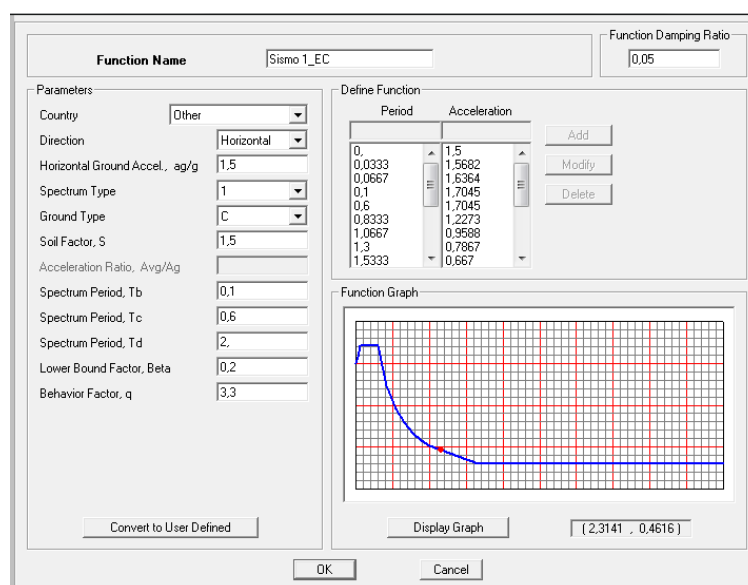 Function Name Sismo 1_EC
Function Damping Ratio
0,05
Parameters
Country Other
Direction Horizontal
Horizontal Ground Accel., ag/g 1,5
Spectrum Type 1
Ground Type C
Soil Factor, S 1,5
Acceleration Ratio, Avg/Ag
Spectrum Period, Tb 0,1
Spectrum Period, Tc 0,6
Spectrum Period, Td 2,
Lower Bound Factor, Beta 0,2
Behavior Factor, q 3,3
Convert to User Defined
Define Function
Period Acceleration
0, 1,5
0,0333 1,5682
0,0667 1,6364
0,1 1,7045
0,6 1,7045
0,8333 1,2273
1,0667 0,9588
1,3 0,7867
1,5333 0,667
Add
Modify
Delete
Function Graph
Display Graph (2,3141 , 0,4616)
OK Cancel